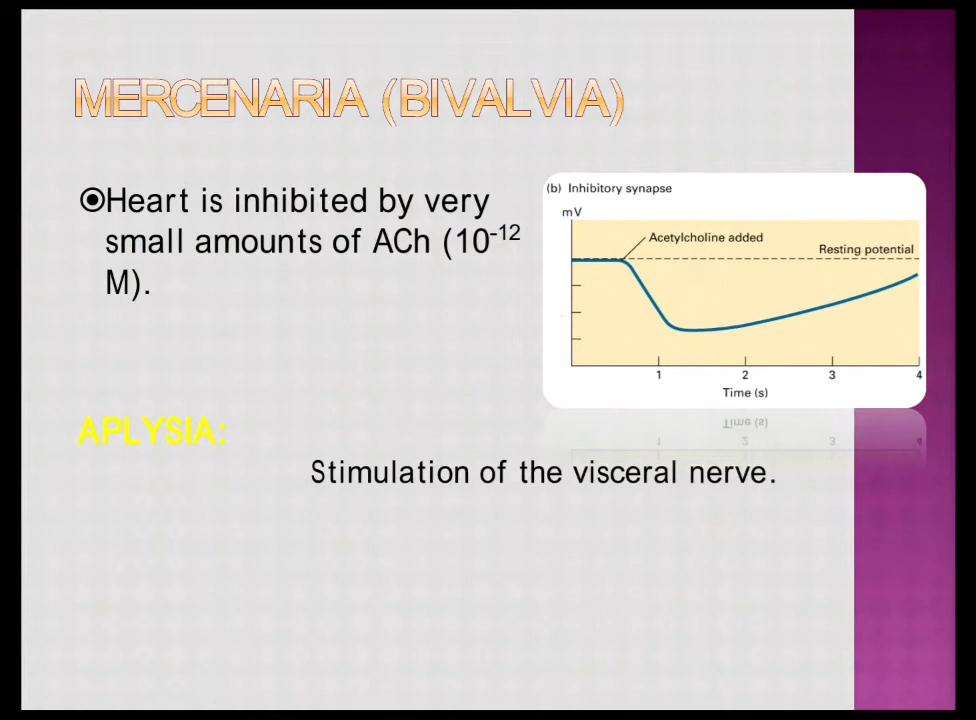 MERCENARIA (BIVALVIA)
Heart is inhibited by very
small amounts of ACh (10⁻¹²
M).
(b) Inhibitory synapse
mV
Acetylcholine added
Resting potential
1 2 3 4
Time (s)
APLYSIA:
Stimulation of the visceral nerve.